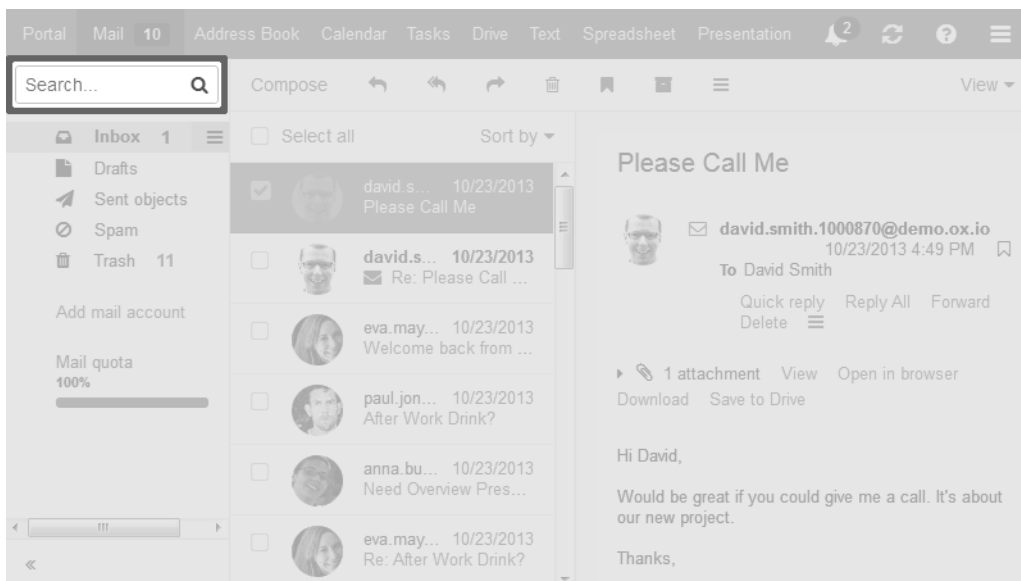 Portal Mail 10 Address Book Calendar Tasks Drive Text Spreadsheet Presentation 2
Search...
Compose View
Inbox 1
Drafts
Sent objects
Spam
Trash 11
Add mail account
Mail quota
100%
Select all Sort by
david.s... 10/23/2013
Please Call Me
david.s... 10/23/2013
Re: Please Call ...
eva.may... 10/23/2013
Welcome back from ...
paul.jon... 10/23/2013
After Work Drink?
anna.bu... 10/23/2013
Need Overview Pres...
eva.may... 10/23/2013
Re: After Work Drink?
Please Call Me
david.smith.1000870@demo.ox.io
10/23/2013 4:49 PM
To David Smith
Quick reply Reply All Forward
Delete
1 attachment View Open in browser
Download Save to Drive
Hi David,
Would be great if you could give me a call. It's about
our new project.
Thanks,